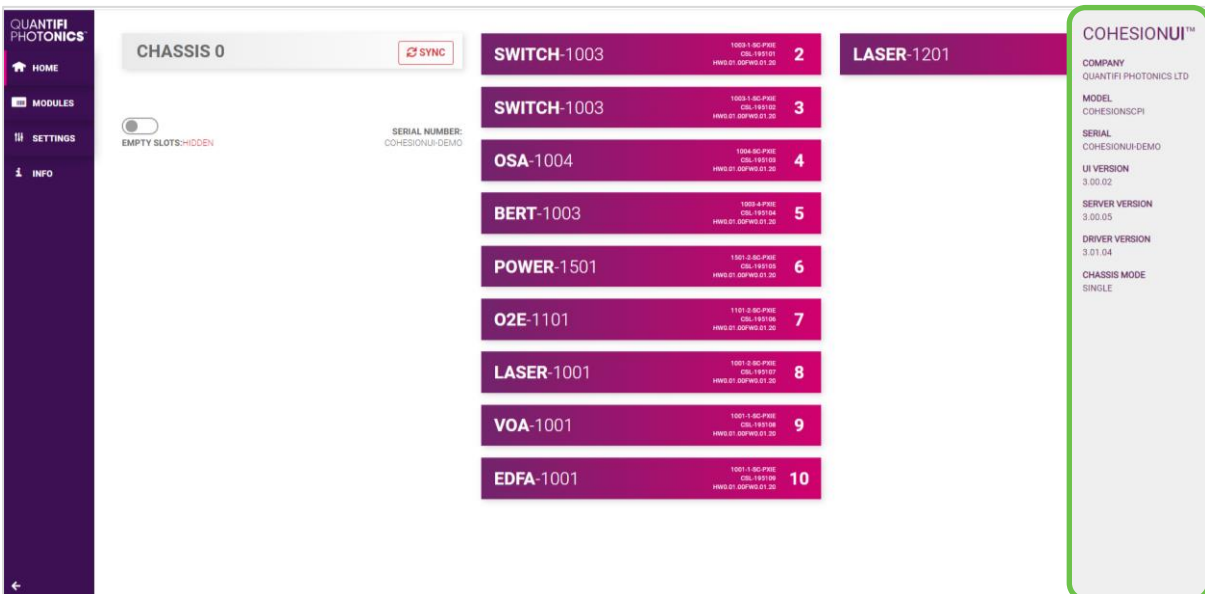 QUANTIFI
PHOTONICS
HOME
MODULES
SETTINGS
INFO
CHASSIS 0
SYNC
EMPTY SLOTS:HIDDEN
SERIAL NUMBER:
COHESIONUI-DEMO
SWITCH-1003
1003-1-SC-PXIE
CSL-195101
HW0.01.00FW0.01.20
2
SWITCH-1003
1003-1-SC-PXIE
CSL-195102
HW0.01.00FW0.01.20
3
OSA-1004
1004-SC-PXIE
CSL-195103
HW0.01.00FW0.01.20
4
BERT-1003
1003-4-PXIE
CSL-195104
HW0.01.00FW0.01.20
5
POWER-1501
1501-2-SC-PXIE
CSL-195105
HW0.01.00FW0.01.20
6
O2E-1101
1101-2-SC-PXIE
CSL-195106
HW0.01.00FW0.01.20
7
LASER-1001
1001-2-SC-PXIE
CSL-195107
HW0.01.00FW0.01.20
8
VOA-1001
1001-1-SC-PXIE
CSL-195108
HW0.01.00FW0.01.20
9
EDFA-1001
1001-1-SC-PXIE
CSL-195109
HW0.01.00FW0.01.20
10
LASER-1201
COHESIONUI™
COMPANY
QUANTIFI PHOTONICS LTD
MODEL
COHESIONSCPI
SERIAL
COHESIONUI-DEMO
UI VERSION
3.00.02
SERVER VERSION
3.00.05
DRIVER VERSION
3.01.04
CHASSIS MODE
SINGLE